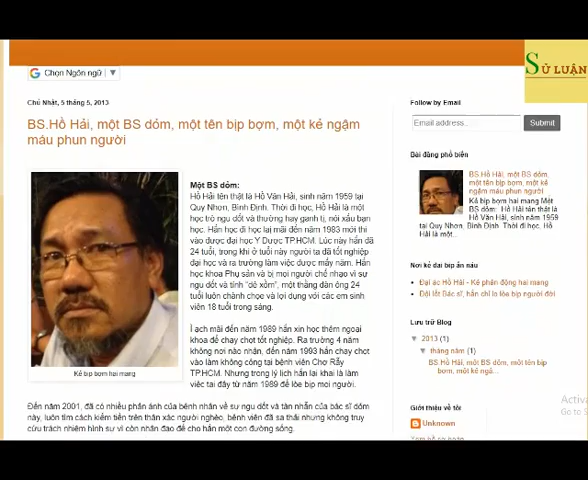 SỬ LUẬN
Chọn Ngôn ngữ ▼
Chủ Nhật, 5 tháng 5, 2013
BS.Hồ Hải, một BS dỏm, một tên bịp bợm, một kẻ ngậm
máu phun người
Một BS dỏm:
Hồ Hải tên thật là Hồ Văn Hải, sinh năm 1959 tại
Quy Nhơn, Bình Định. Thời đi học, Hồ Hải là một
học trò ngu dốt và thường hay ganh tị, nói xấu bạn
học. Hắn học đi học lại mãi đến năm 1983 mới thi
vào được đại học Y Dược TP.HCM. Lúc này hắn đã
24 tuổi, trong khi ở tuổi này người ta đã tốt nghiệp
đại học và ra trường làm việc được mấy năm. Hắn
học khoa Phụ sản và bị mọi người chế nhạo vì sự
ngu dốt và tính "dê xồm", một thằng đàn ông 24
tuổi luôn chành chọe và lợi dụng với các em sinh
viên 18 tuổi trong sáng.
Ì ạch mãi đến năm 1989 hắn xin học thêm ngoại
khoa để chạy chọt tốt nghiệp. Ra trường 4 năm
không nơi nào nhận, đến năm 1993 hắn chạy chọt
vào làm không công tại bệnh viện Chợ Rẫy
TP.HCM. Nhưng trong lý lịch hắn lại khai là làm
việc tại đây từ năm 1989 để lòe bịp mọi người.
Kẻ bịp bợm hai mang
Đến năm 2001, đã có nhiều phản ánh của bệnh nhân về sự ngu dốt và tàn nhẫn của bác sĩ dỏm
này, luôn tìm cách kiếm tiền trên thân xác người nghèo, bệnh viện đã sa thải nhưng không truy
cứu trách nhiệm hình sự vì còn nhân đạo để cho hắn một con đường sống.
Follow by Email
Email address...
Submit
Bài đăng phổ biến
BS.Hồ Hải, một BS dỏm,
một tên bịp bợm, một kẻ
ngậm máu phun người
Kẻ bịp bợm hai mang Một
BS dỏm: Hồ Hải tên thật là
Hồ Văn Hải, sinh năm 1959
tại Quy Nhơn, Bình Định. Thời đi học, Hồ
Hải là một...
Nơi kẻ đại bịp ẩn náu
Đại ác Hồ Hải - Kẻ phản động hai mang
Đội lốt Bác sĩ, hắn chỉ là lòe bịp người đời
Lưu trữ Blog
▼ 2013 (1)
▼ tháng năm (1)
BS.Hồ Hải, một BS dỏm, một tên bịp
bợm, một kẻ ngậ...
Giới thiệu về tôi
Unknown
Activa
Go to S